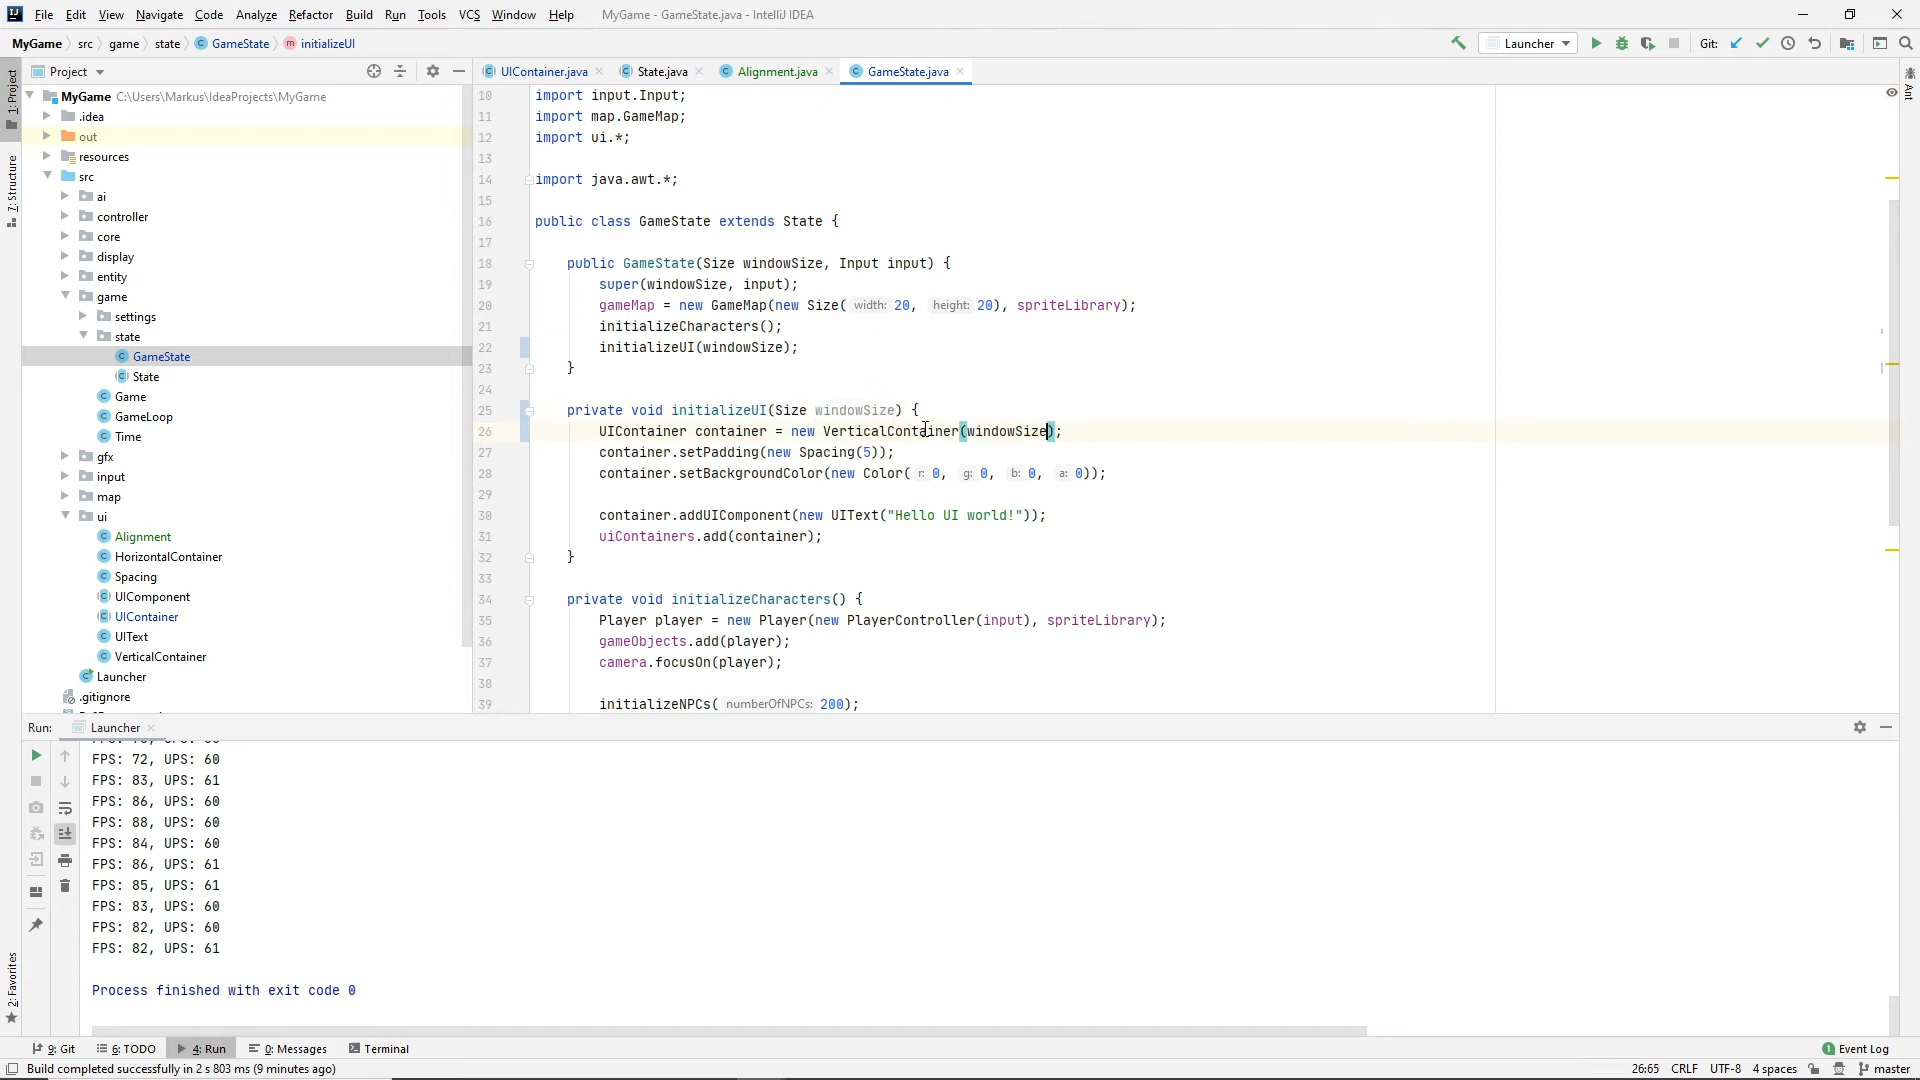 File Edit View Navigate Code Analyze Refactor Build Run Tools VCS Window Help MyGame - GameState.java - IntelliJ IDEA
MyGame src game state GameState initializeUI
Launcher
Git:
Project
UIContainer.java State.java Alignment.java GameState.java
1: Project
7: Structure
2: Favorites
Ant
MyGame C:\Users\Markus\IdeaProjects\MyGame
.idea
out
resources
src
ai
controller
core
display
entity
game
settings
state
GameState
State
Game
GameLoop
Time
gfx
input
map
ui
Alignment
HorizontalContainer
Spacing
UIComponent
UIContainer
UIText
VerticalContainer
Launcher
.gitignore
10 import input.Input;
11 import map.GameMap;
12 import ui.*;
13
14 import java.awt.*;
15
16 public class GameState extends State {
17
18 public GameState(Size windowSize, Input input) {
19 super(windowSize, input);
20 gameMap = new GameMap(new Size( width: 20, height: 20), spriteLibrary);
21 initializeCharacters();
22 initializeUI(windowSize);
23 }
24
25 private void initializeUI(Size windowSize) {
26 UIContainer container = new VerticalContainer(windowSize);
27 container.setPadding(new Spacing(5));
28 container.setBackgroundColor(new Color( r: 0, g: 0, b: 0, a: 0));
29
30 container.addUIComponent(new UIText("Hello UI world!"));
31 uiContainers.add(container);
32 }
33
34 private void initializeCharacters() {
35 Player player = new Player(new PlayerController(input), spriteLibrary);
36 gameObjects.add(player);
37 camera.focusOn(player);
38
39 initializeNPCs( numberOfNPCs: 200);
Run: Launcher
FPS: 72, UPS: 60
FPS: 83, UPS: 61
FPS: 86, UPS: 60
FPS: 88, UPS: 60
FPS: 84, UPS: 60
FPS: 86, UPS: 61
FPS: 85, UPS: 61
FPS: 83, UPS: 60
FPS: 82, UPS: 60
FPS: 82, UPS: 61
Process finished with exit code 0
9: Git 6: TODO 4: Run 0: Messages Terminal 1 Event Log
Build completed successfully in 2 s 803 ms (9 minutes ago) 26:65 CRLF UTF-8 4 spaces master